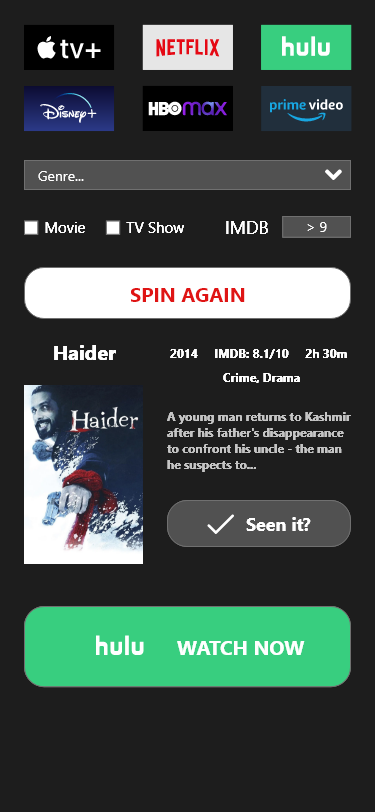 tv+
NETFLIX
hulu
Disney+
HBO max
prime video
Genre...
Movie
TV Show
IMDB
> 9
SPIN AGAIN
Haider
2014
IMDB: 8.1/10
2h 30m
Crime, Drama
Haider
A young man returns to Kashmir
after his father's disappearance
to confront his uncle - the man
he suspects to...
Seen it?
hulu
WATCH NOW